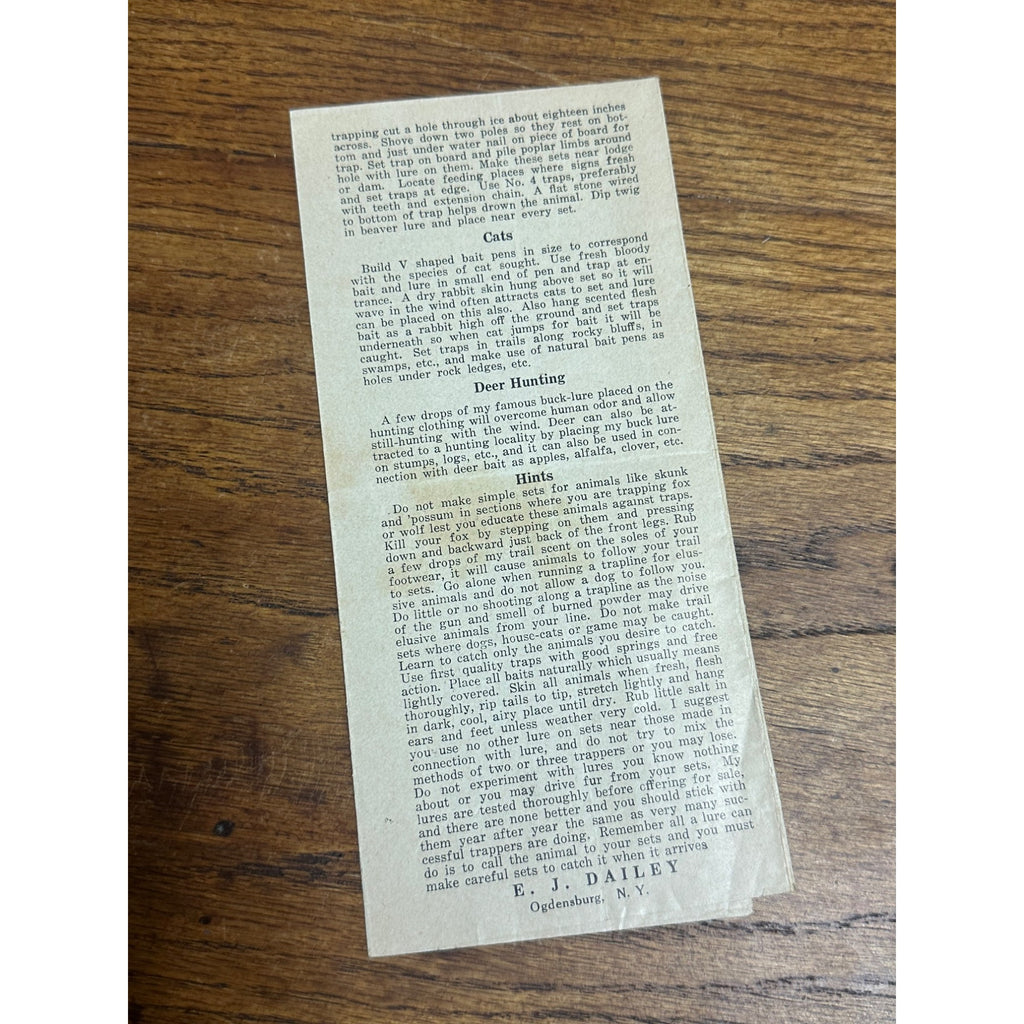 trapping cut a hole through ice about eighteen inches
across. Shove down two poles so they rest on bot-
tom and just under water nail on piece of board for
trap. Set trap on board and pile poplar limbs around
hole with lure on them. Make these sets near lodge
or dam. Locate feeding places where signs fresh
and set traps at edge. Use No. 4 traps, preferably
with teeth and extension chain. A flat stone wired
to bottom of trap helps drown the animal. Dip twig
in beaver lure and place near every set.
Cats
Build V shaped bait pens in size to correspond
with the species of cat sought. Use fresh bloody
bait and lure in small end of pen and trap at en-
trance. A dry rabbit skin hung above set so it will
wave in the wind often attracts cats to set and lure
can be placed on this also. Also hang scented flesh
bait as a rabbit high off the ground and set traps
underneath so when cat jumps for bait it will be
caught. Set traps in trails along rocky bluffs, in
swamps, etc., and make use of natural bait pens as
holes under rock ledges, etc.
Deer Hunting
A few drops of my famous buck-lure placed on the
hunting clothing will overcome human odor and allow
still-hunting with the wind. Deer can also be at-
tracted to a hunting locality by placing my buck lure
on stumps, logs, etc., and it can also be used in con-
nection with deer bait as apples, alfalfa, clover, etc.
Hints
Do not make simple sets for animals like skunk
and 'possum in sections where you are trapping fox
or wolf lest you educate these animals against traps.
Kill your fox by stepping on them and pressing
down and backward just back of the front legs. Rub
a few drops of my trail scent on the soles of your
footwear, it will cause animals to follow your trail
to sets. Go alone when running a trapline for elus-
sive animals and do not allow a dog to follow you.
Do little or no shooting along a trapline as the noise
of the gun and smell of burned powder may drive
elusive animals from your line. Do not make trail
sets where dogs, house-cats or game may be caught.
Learn to catch only the animals you desire to catch.
Use first quality traps with good springs and free
action. Place all baits naturally which usually means
lightly covered. Skin all animals when fresh, flesh
thoroughly, rip tails to tip, stretch lightly and hang
in dark, cool, airy place until dry. Rub little salt in
ears and feet unless weather very cold. I suggest
you use no other lure on sets near those made in
connection with lure, and do not try to mix the
methods of two or three trappers or you may lose.
Do not experiment with lures you know nothing
about or you may drive fur from your sets. My
lures are tested thoroughly before offering for sale,
and there are none better and you should stick with
them year after year the same as very many suc-
cessful trappers are doing. Remember all a lure can
do is to call the animal to your sets and you must
make careful sets to catch it when it arrives
E. J. DAILEY
Ogdensburg, N. Y.